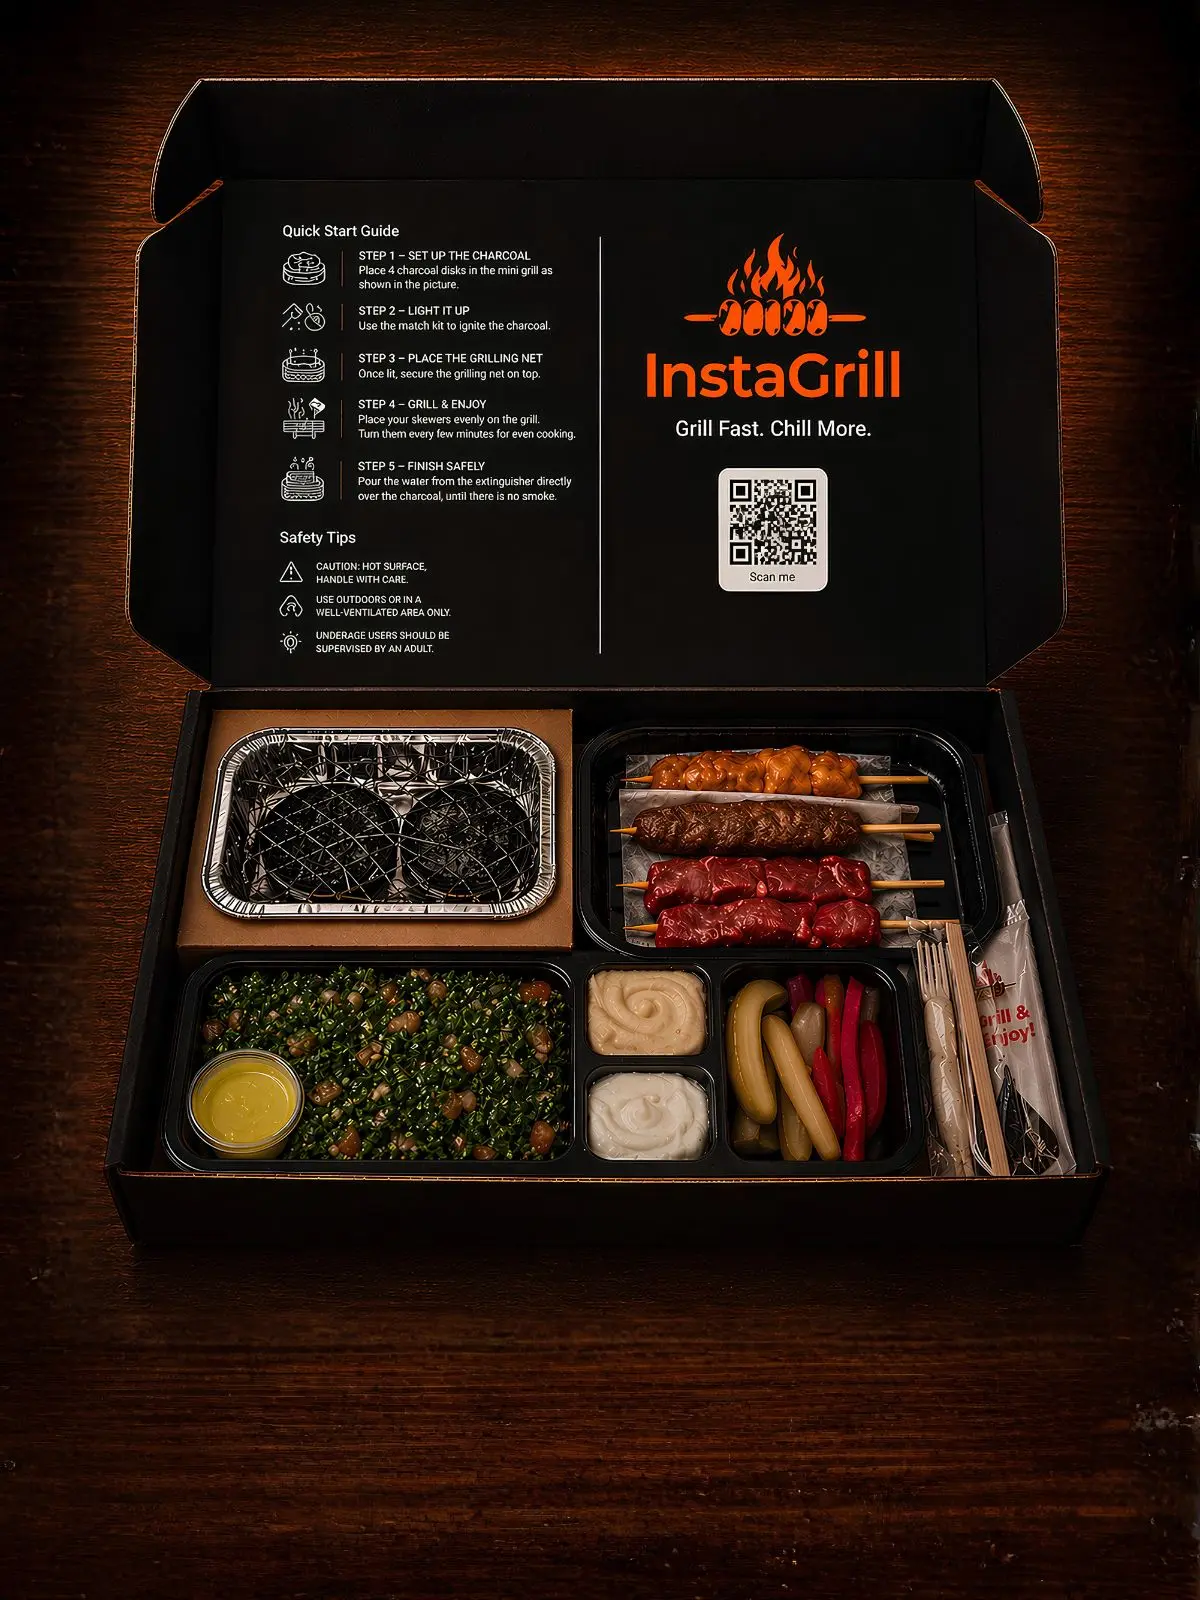 Quick Start Guide
STEP 1 – SET UP THE CHARCOAL
Place 4 charcoal disks in the mini grill as
shown in the picture.
STEP 2 – LIGHT IT UP
Use the match kit to ignite the charcoal.
STEP 3 – PLACE THE GRILLING NET
Once lit, secure the grilling net on top.
STEP 4 – GRILL & ENJOY
Place your skewers evenly on the grill.
Turn them every few minutes for even cooking.
STEP 5 – FINISH SAFELY
Pour the water from the extinguisher directly
over the charcoal, until there is no smoke.
Safety Tips
CAUTION: HOT SURFACE,
HANDLE WITH CARE.
USE OUTDOORS OR IN A
WELL-VENTILATED AREA ONLY.
UNDERAGE USERS SHOULD BE
SUPERVISED BY AN ADULT.
InstaGrill
Grill Fast. Chill More.
Scan me
Grill &
Enjoy!